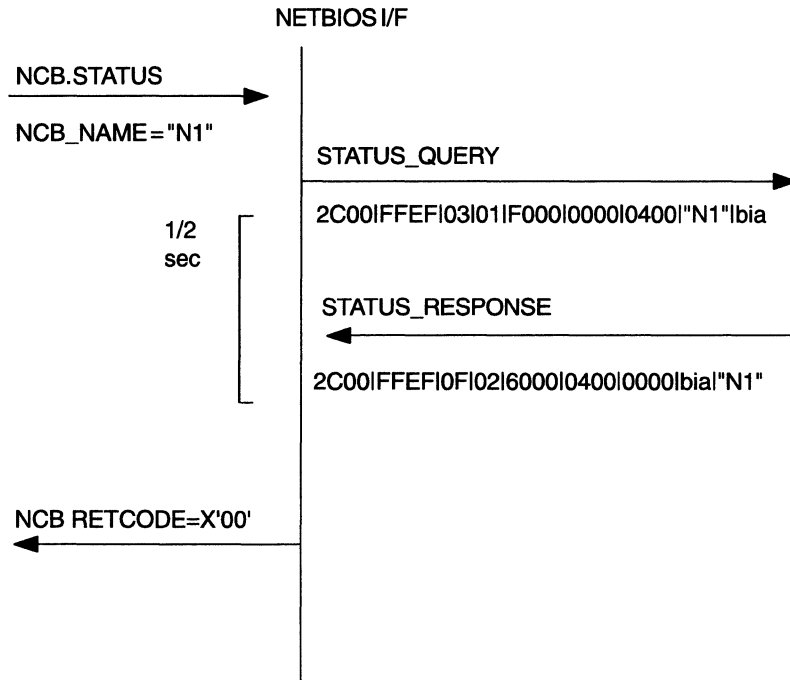 NETBIOS I/F
NCB.STATUS
NCB_NAME="N1"
STATUS_QUERY
2C00|FFEF|03|01|F000|0000|0400|"N1"|bia
1/2
sec
STATUS_RESPONSE
2C00|FFEF|0F|02|6000|0400|0000|bia|"N1"
NCB RETCODE=X'00'